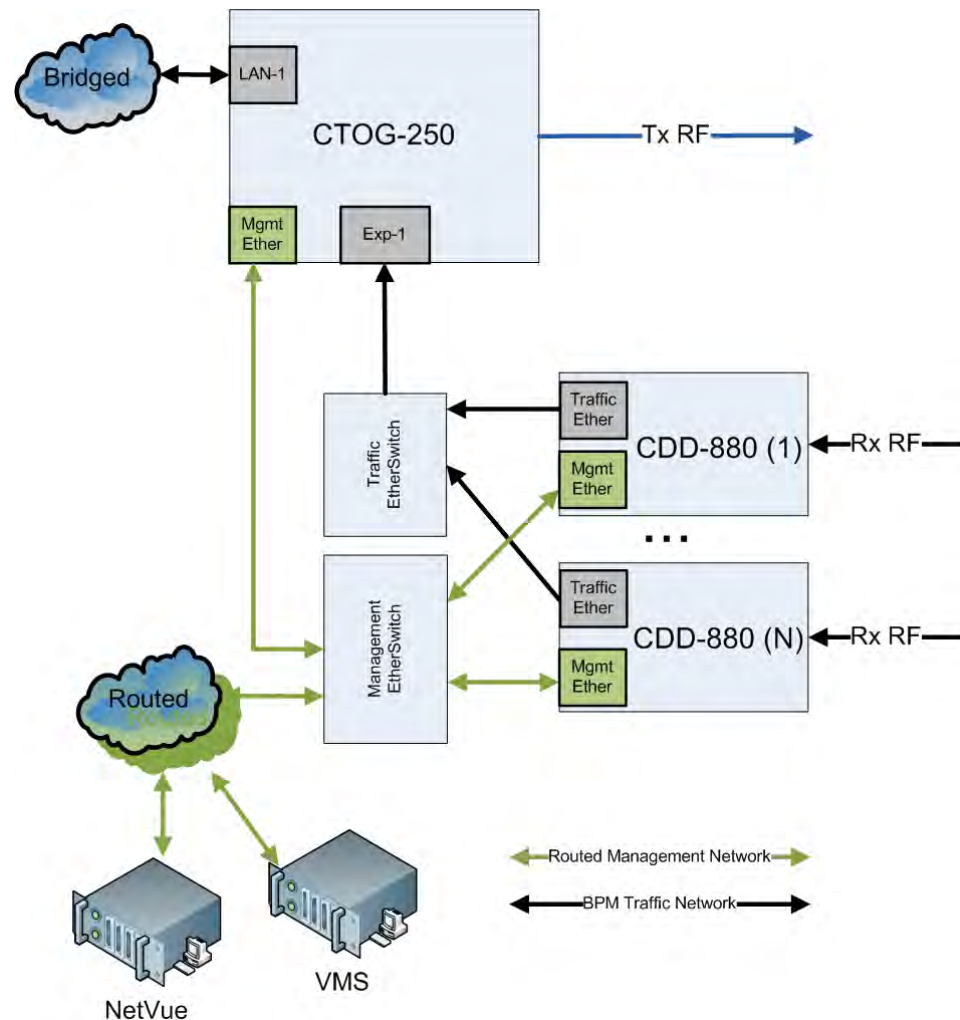 Bridged
LAN-1
CTOG-250
Tx RF
Mgmt
Ether
Exp-1
Traffic
EtherSwitch
Traffic
Ether
CDD-880 (1)
Rx RF
Mgmt
Ether
...
Traffic
Ether
CDD-880 (N)
Rx RF
Mgmt
Ether
Management
EtherSwitch
Routed
Routed
Routed Management Network
BPM Traffic Network
VMS
NetVue